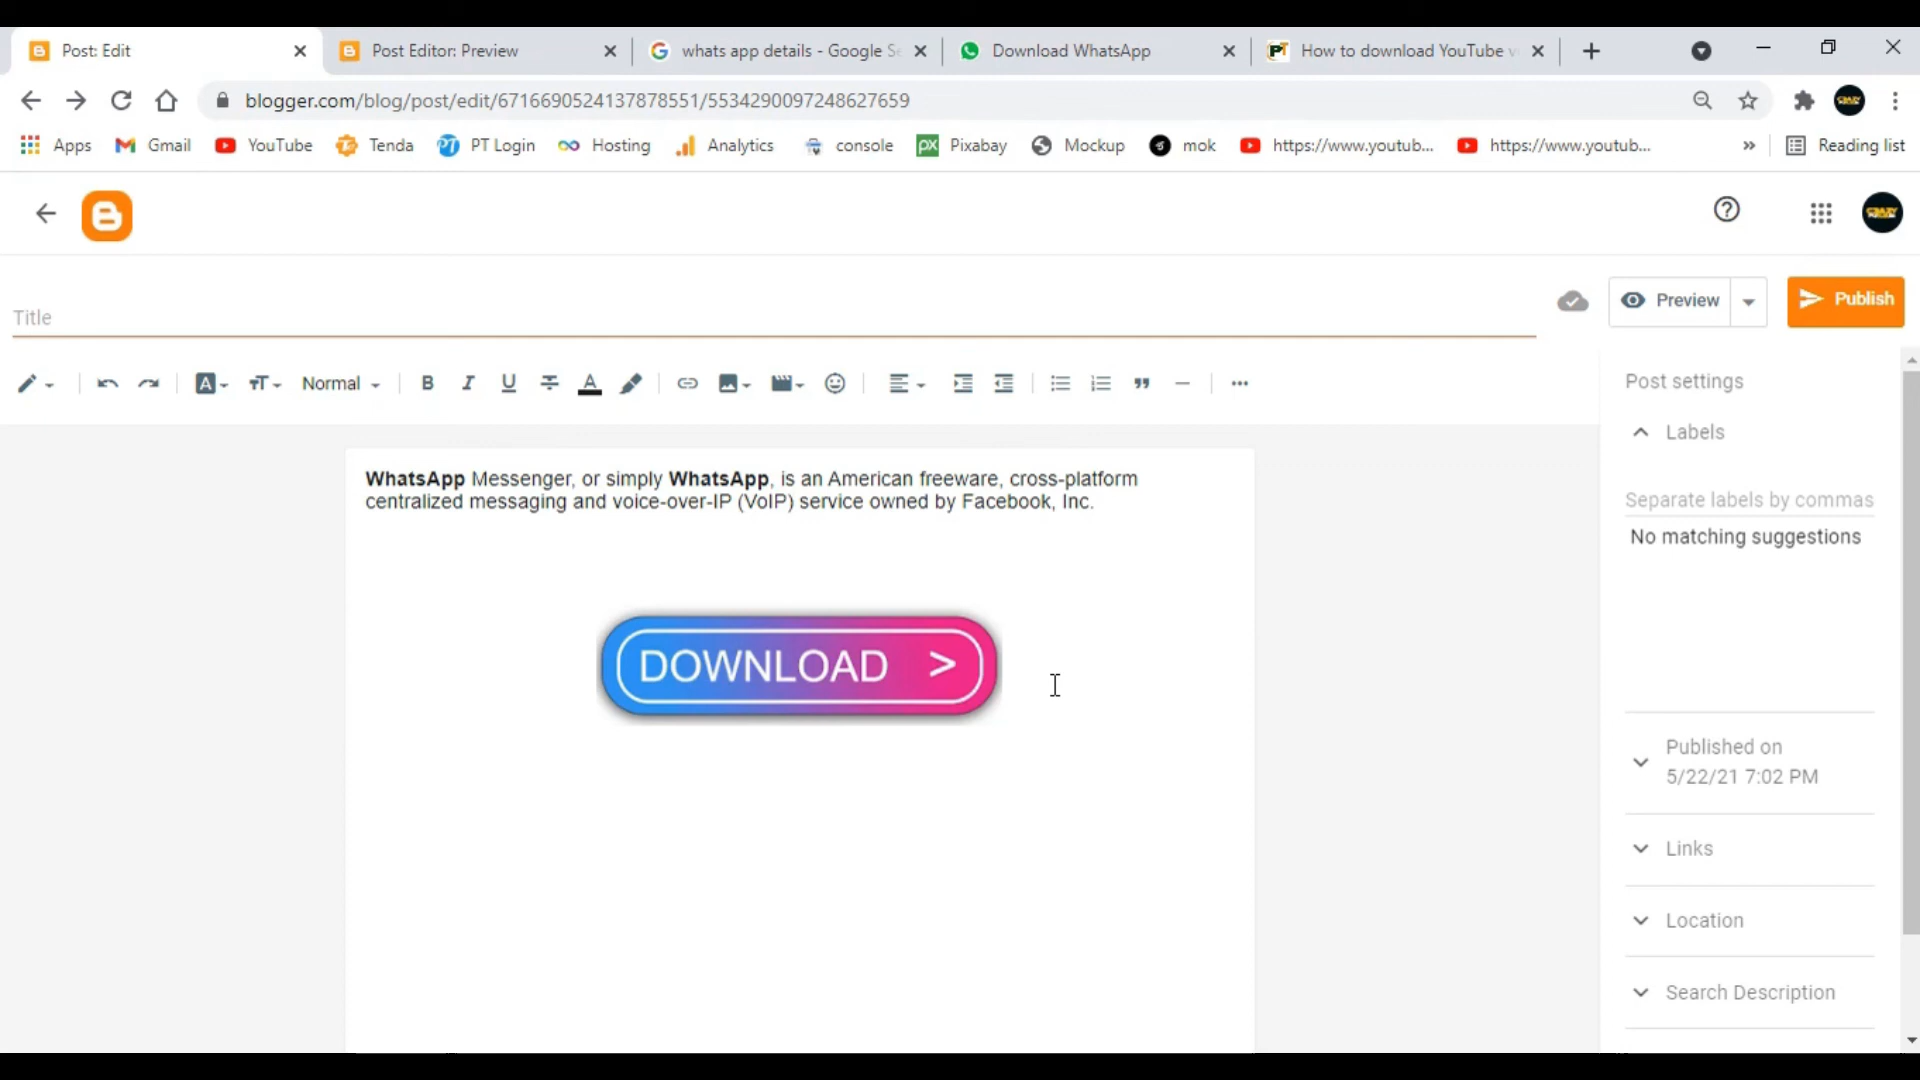 Post: Edit
Post Editor: Preview
whats app details - Google Se
Download WhatsApp
How to download YouTube v
blogger.com/blog/post/edit/6716690524137878551/5534290097248627659
Apps
Gmail
YouTube
Tenda
PT Login
Hosting
Analytics
console
Pixabay
Mockup
mok
https://www.youtub...
https://www.youtub...
Reading list
Title
Preview
Publish
Normal
WhatsApp Messenger, or simply WhatsApp, is an American freeware, cross-platform
centralized messaging and voice-over-IP (VoIP) service owned by Facebook, Inc.
DOWNLOAD >
Post settings
Labels
Separate labels by commas
No matching suggestions
Published on
5/22/21 7:02 PM
Links
Location
Search Description